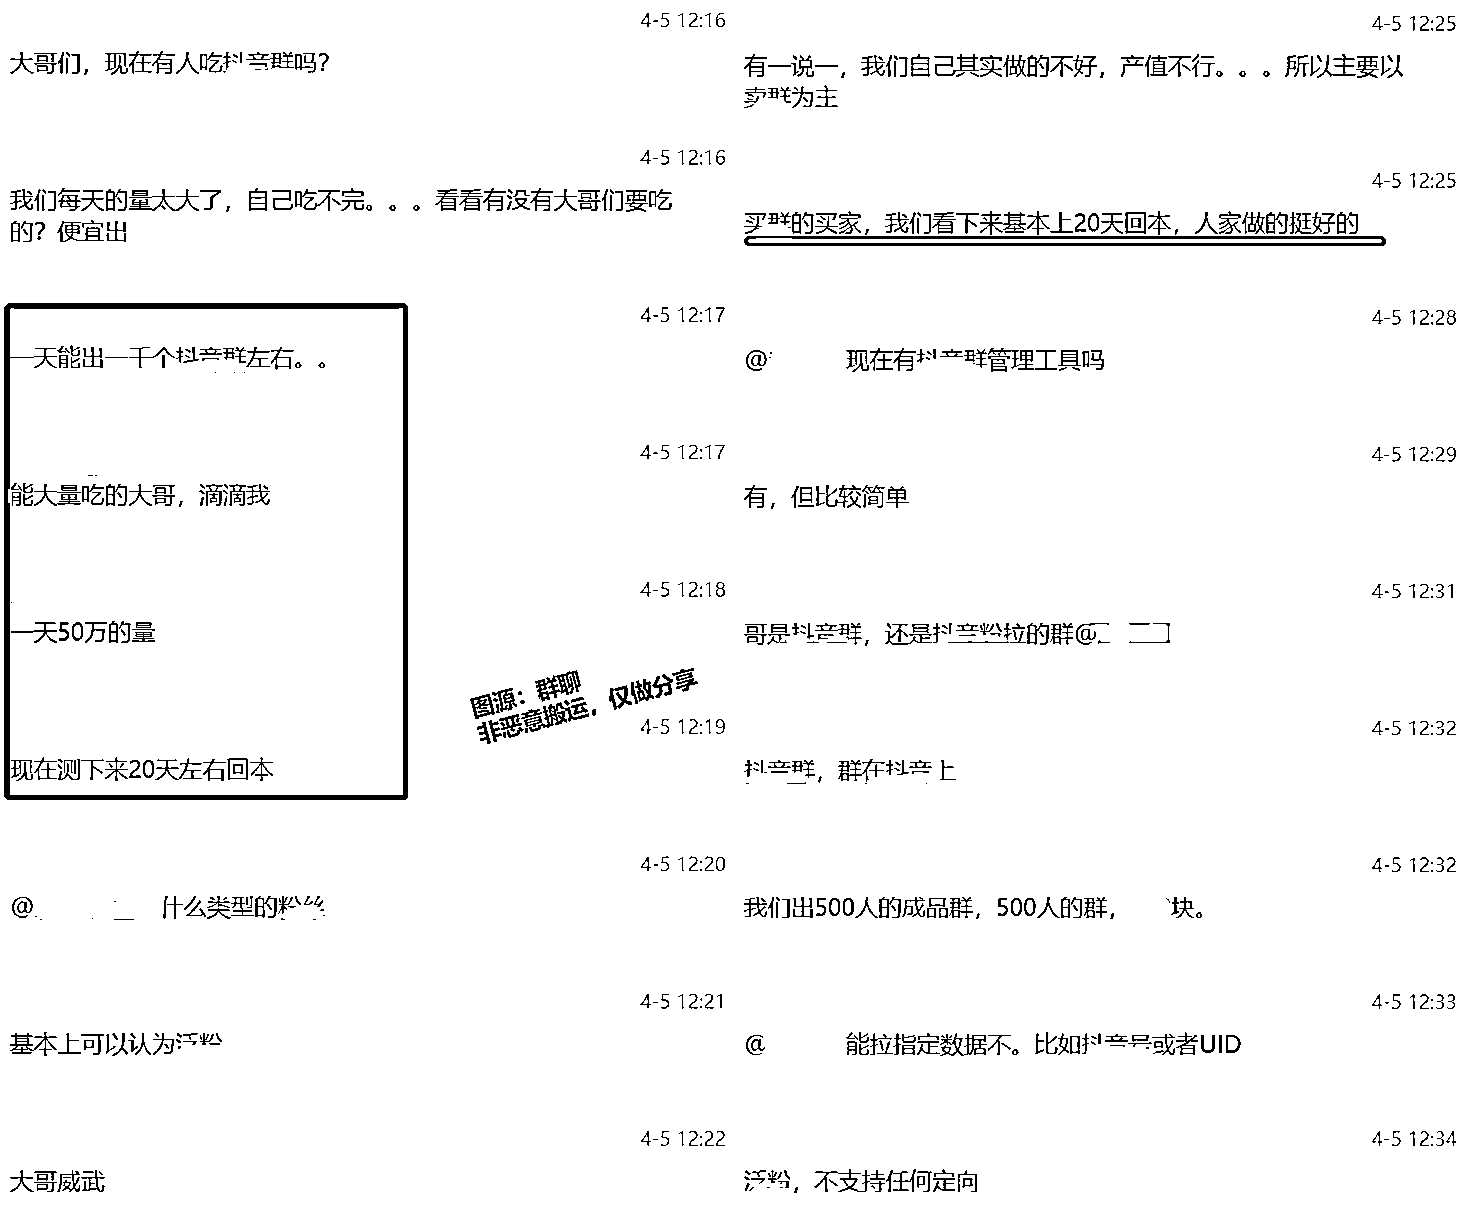 4-5 12:16
大哥们，现在有人吃抖音群吗？
4-5 12:16
我们每天的量太大了，自己吃不完。。。看看有没有大哥们要吃
的？便宜出
4-5 12:17
一天能出一千个抖音群左右。。
4-5 12:17
能大量吃的大哥，滴滴我
4-5 12:18
一天50万的量
4-5 12:19
现在测下来20天左右回本
4-5 12:20
@ 什么类型的粉丝
4-5 12:21
基本上可以认为泛粉
4-5 12:22
大哥威武
图源：群聊
非恶意搬运，仅做分享
4-5 12:25
有一说一，我们自己其实做的不好，产值不行。。。所以主要以
卖群为主
4-5 12:25
买群的买家，我们看下来基本上20天回本，人家做的挺好的
4-5 12:28
@ 现在有抖音群管理工具吗
4-5 12:29
有，但比较简单
4-5 12:31
哥是抖音群，还是抖音粉拉的群@
4-5 12:32
抖音群，群在抖音上
4-5 12:32
我们出500人的成品群，500人的群， 块。
4-5 12:33
@ 能拉指定数据不。比如抖音号或者UID
4-5 12:34
泛粉，不支持任何定向